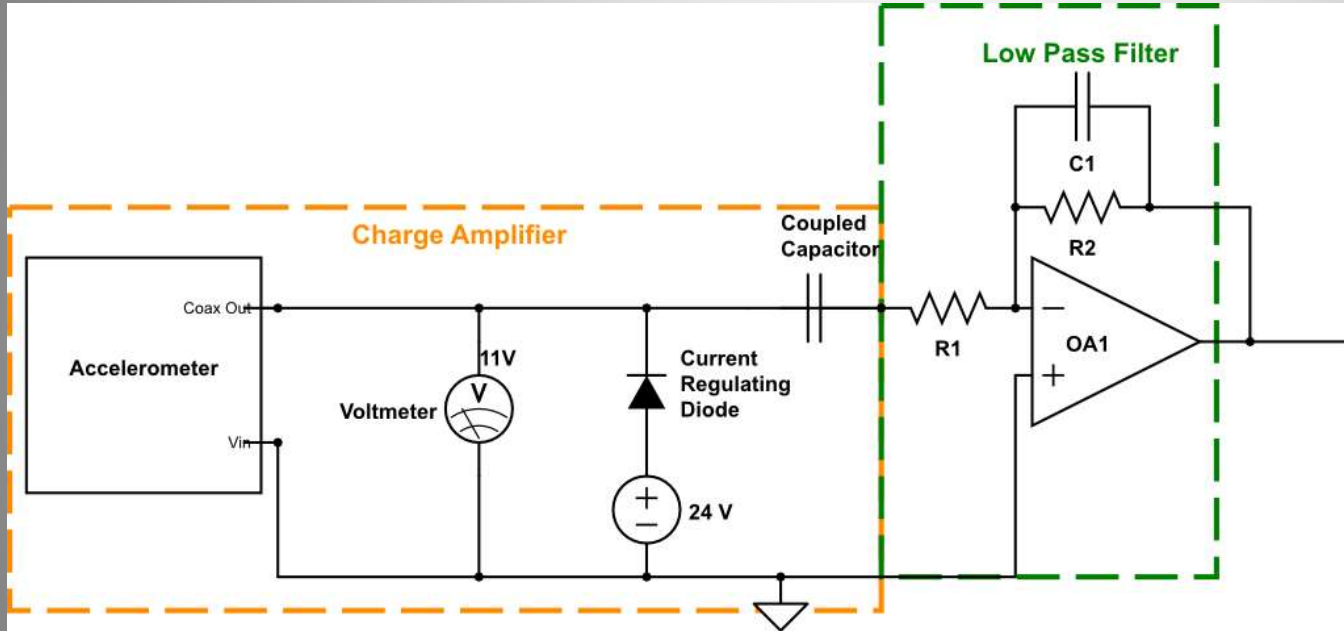 Low Pass Filter
C1
R2
Charge Amplifier
Coupled
Capacitor
Coax Out
Accelerometer
Vin
11V
V
Voltmeter
Current
Regulating
Diode
24 V
R1
OA1